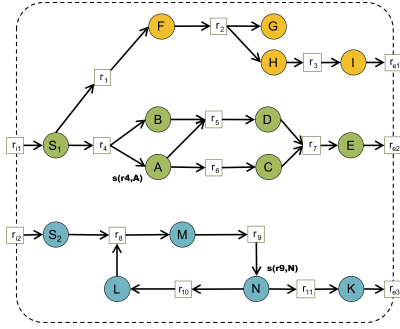 F r2 G
H r3 I re1
r1
B r5 D
ri1 S1 r4 r7 E re2
A r6 C
s(r4,A)
ri2 S2 r8 M r9
s(r9,N)
L r10 N r11 K re3